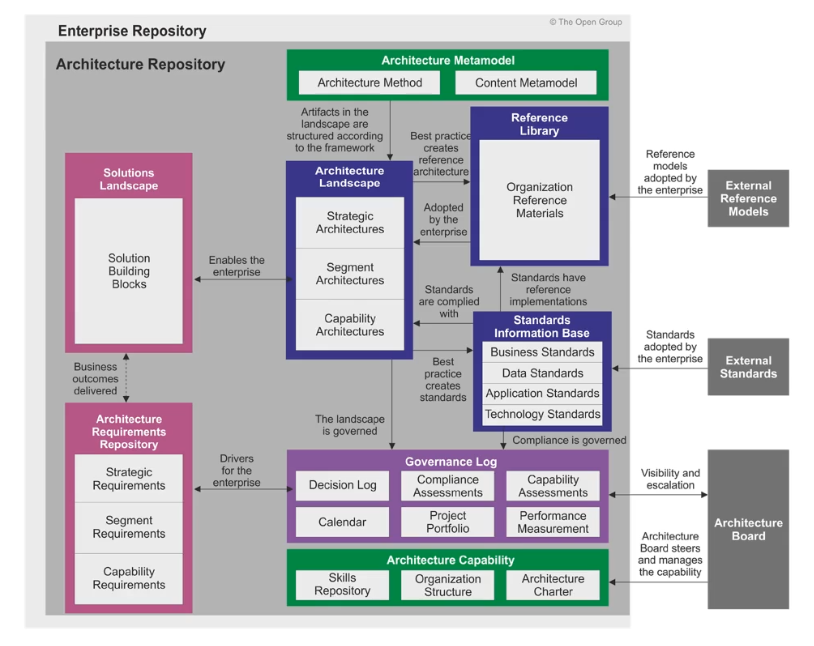 © The Open Group
Enterprise Repository
Architecture Repository
Architecture Metamodel
Architecture Method
Content Metamodel
Artifacts in the
landscape are
structured according
to the framework
Best practice
creates
reference
architecture
Reference
Library
Organization
Reference
Materials
Reference
models
adopted by
the enterprise
External
Reference
Models
Solutions
Landscape
Solution
Building
Blocks
Enables the
enterprise
Architecture
Landscape
Strategic
Architectures
Segment
Architectures
Capability
Architectures
Adopted
by the
enterprise
Standards
are complied
with
Standards have
reference
implementations
Best
practice
creates
standards
Standards
Information Base
Business Standards
Data Standards
Application Standards
Technology Standards
Standards
adopted by
the enterprise
External
Standards
Business
outcomes
delivered
The landscape
is governed
Compliance is governed
Architecture
Requirements
Repository
Strategic
Requirements
Segment
Requirements
Capability
Requirements
Drivers
for the
enterprise
Governance Log
Decision Log
Compliance
Assessments
Capability
Assessments
Calendar
Project
Portfolio
Performance
Measurement
Visibility and
escalation
Architecture
Board steers
and manages
the capability
Architecture
Board
Architecture Capability
Skills
Repository
Organization
Structure
Architecture
Charter